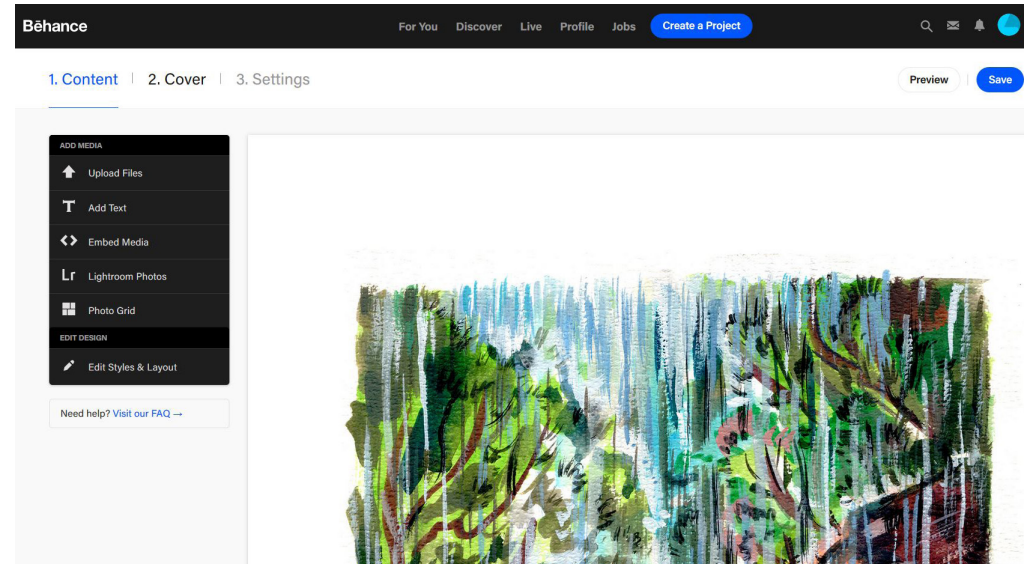 Bēhance
For You Discover Live Profile Jobs Create a Project
1. Content 2. Cover 3. Settings
Preview Save
ADD MEDIA
Upload Files
T Add Text
Embed Media
Lr Lightroom Photos
Photo Grid
EDIT DESIGN
Edit Styles & Layout
Need help? Visit our FAQ →